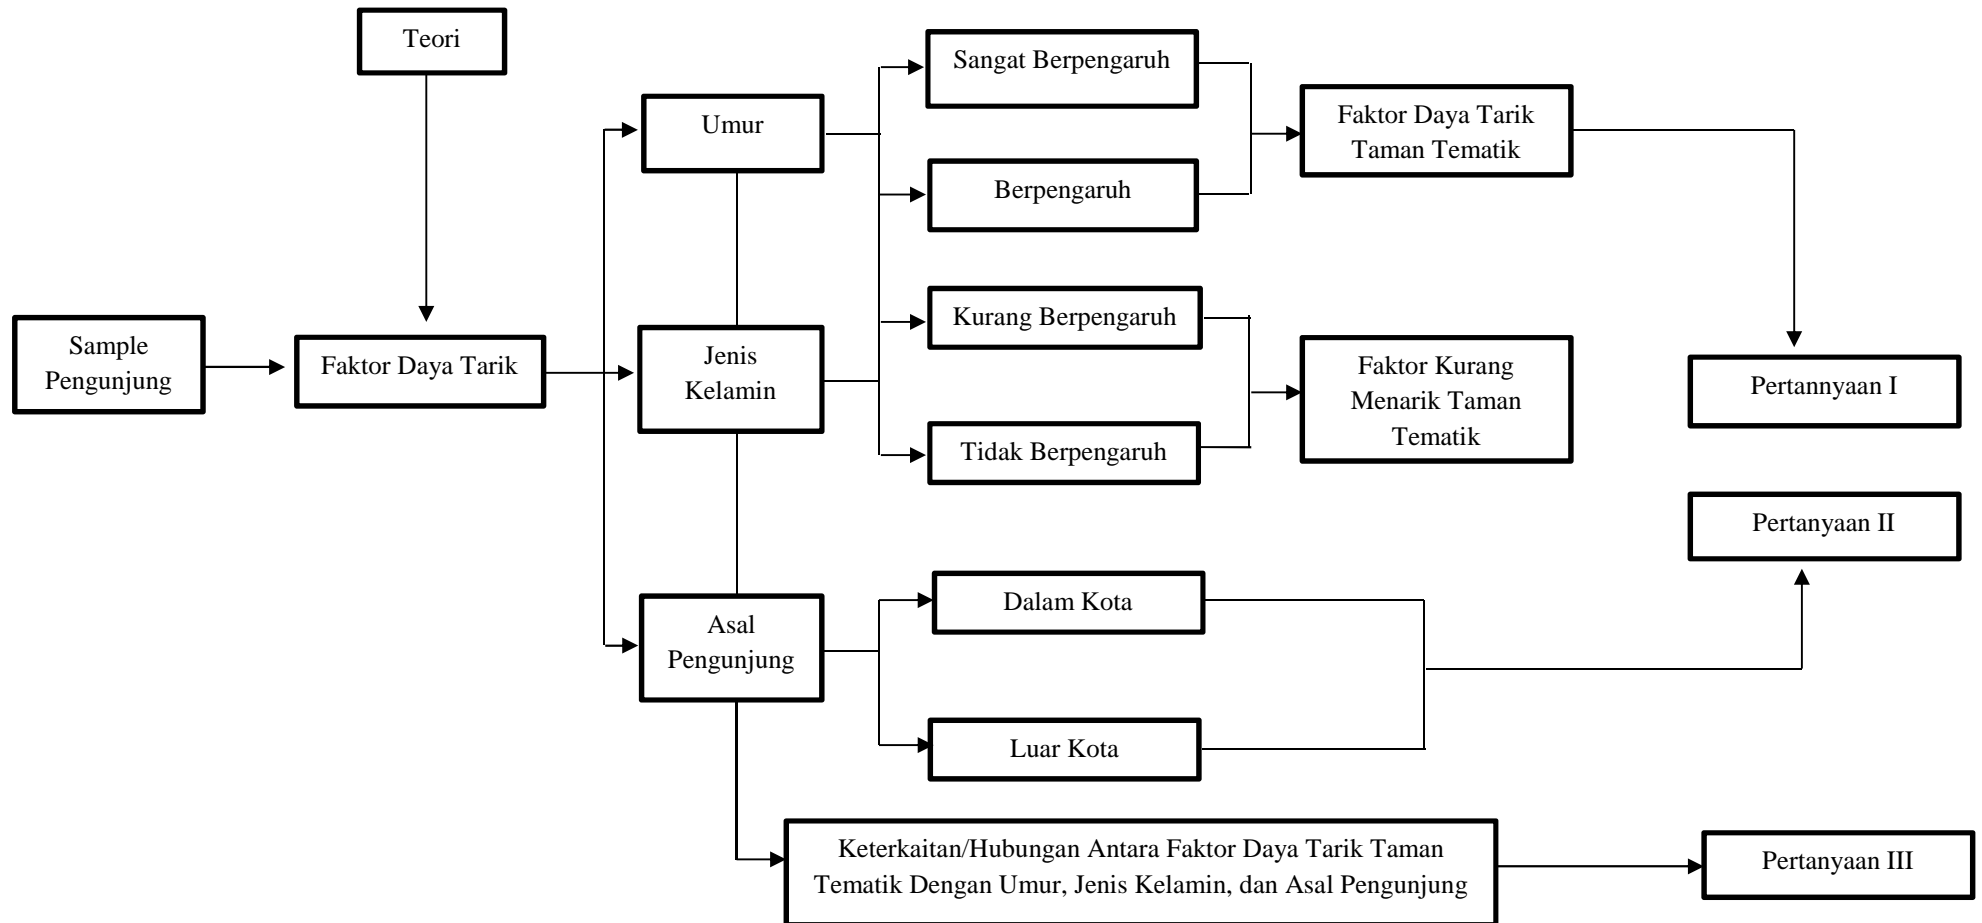 Teori
Sample
Pengunjung
Faktor Daya Tarik
Umur
Jenis
Kelamin
Asal
Pengunjung
Sangat Berpengaruh
Berpengaruh
Kurang Berpengaruh
Tidak Berpengaruh
Dalam Kota
Luar Kota
Faktor Daya Tarik
Taman Tematik
Faktor Kurang
Menarik Taman
Tematik
Keterkaitan/Hubungan Antara Faktor Daya Tarik Taman
Tematik Dengan Umur, Jenis Kelamin, dan Asal Pengunjung
Pertannyaan I
Pertanyaan II
Pertanyaan III